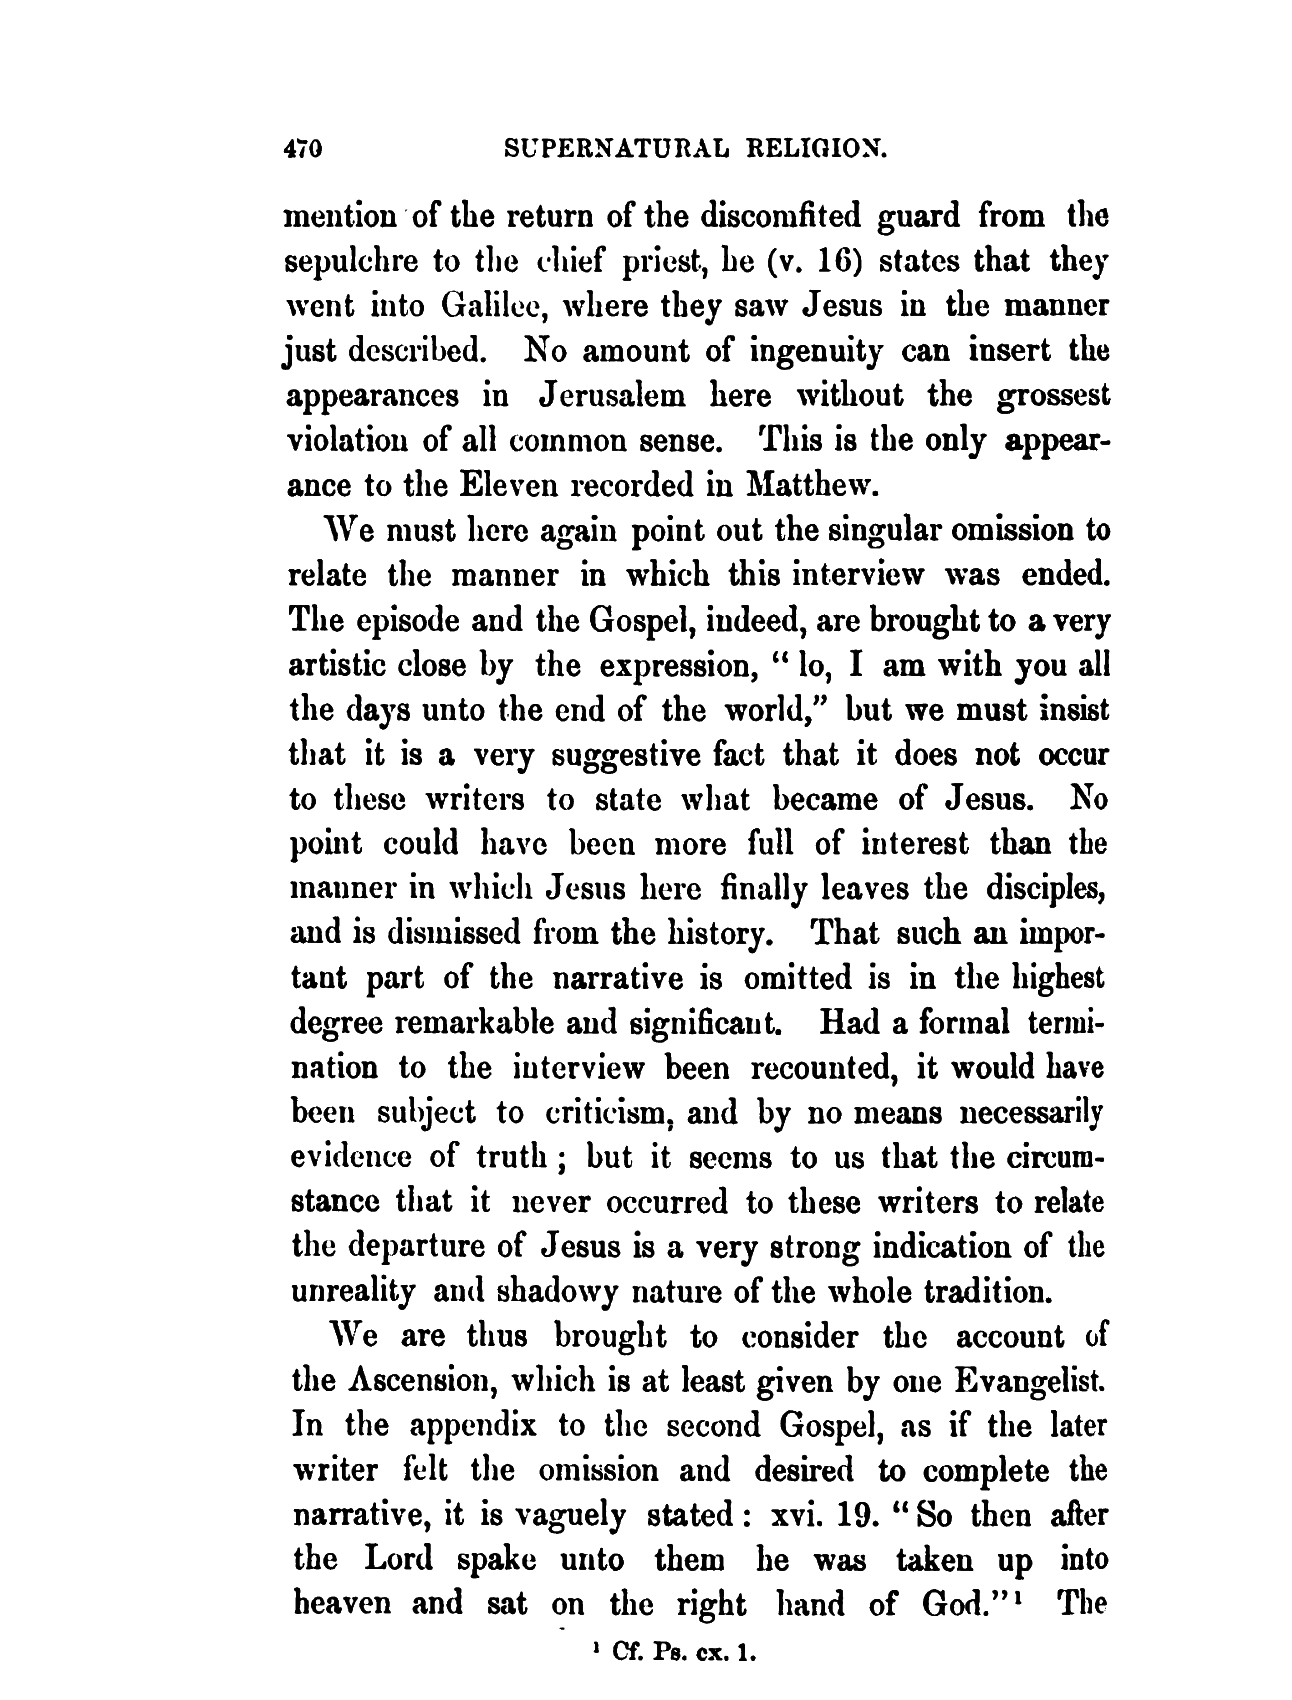 470 SUPERNATURAL RELIGION.
mention of the return of the discomfited guard from the
sepulchre to the chief priest, he (v. 16) states that they
went into Galilee, where they saw Jesus in the manner
just described. No amount of ingenuity can insert the
appearances in Jerusalem here without the grossest
violation of all common sense. This is the only appear-
ance to the Eleven recorded in Matthew.
We must here again point out the singular omission to
relate the manner in which this interview was ended.
The episode and the Gospel, indeed, are brought to a very
artistic close by the expression, “ lo, I am with you all
the days unto the end of the world,” but we must insist
that it is a very suggestive fact that it does not occur
to these writers to state what became of Jesus. No
point could have been more full of interest than the
manner in which Jesus here finally leaves the disciples,
and is dismissed from the history. That such an impor-
tant part of the narrative is omitted is in the highest
degree remarkable and significant. Had a formal termi-
nation to the interview been recounted, it would have
been subject to criticism, and by no means necessarily
evidence of truth ; but it seems to us that the circum-
stance that it never occurred to these writers to relate
the departure of Jesus is a very strong indication of the
unreality and shadowy nature of the whole tradition.
We are thus brought to consider the account of
the Ascension, which is at least given by one Evangelist.
In the appendix to the second Gospel, as if the later
writer felt the omission and desired to complete the
narrative, it is vaguely stated : xvi. 19. “ So then after
the Lord spake unto them he was taken up into
heaven and sat on the right hand of God.” ¹ The
¹ Cf. Ps. cx. 1.